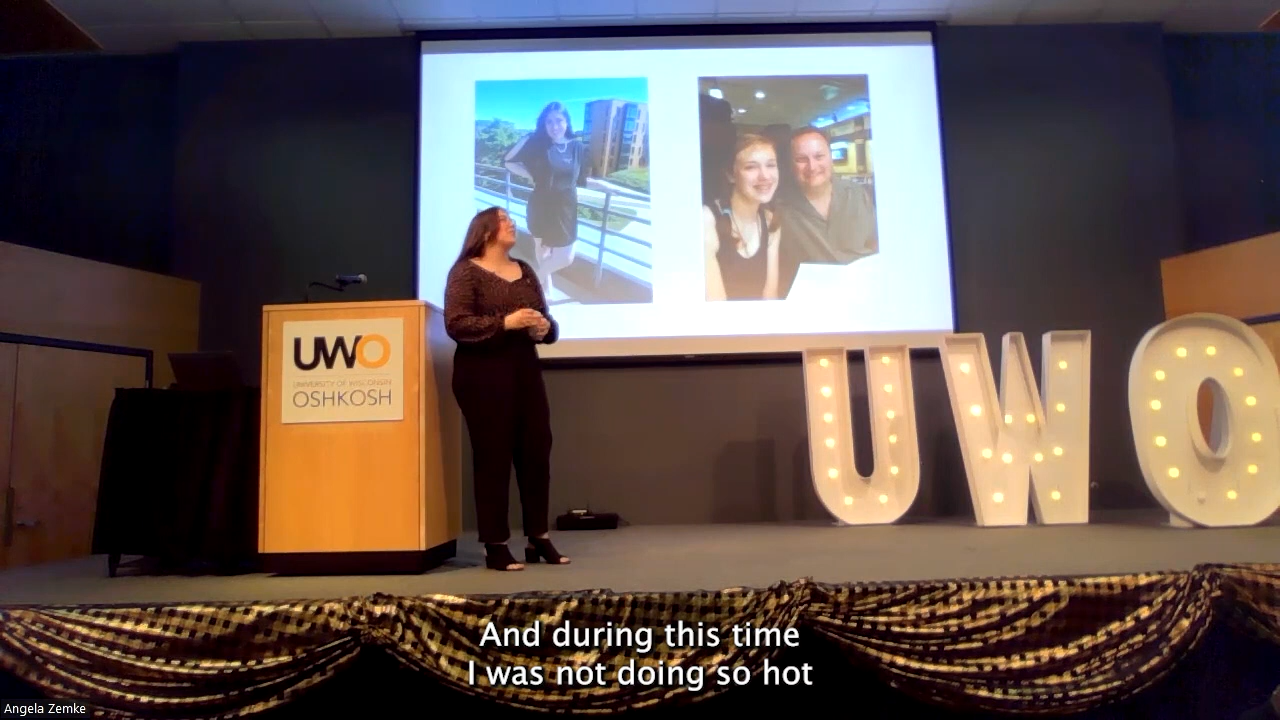 UWO
UNIVERSITY OF WISCONSIN
OSHKOSH
UWO
And during this time
I was not doing so hot
Angela Zemke